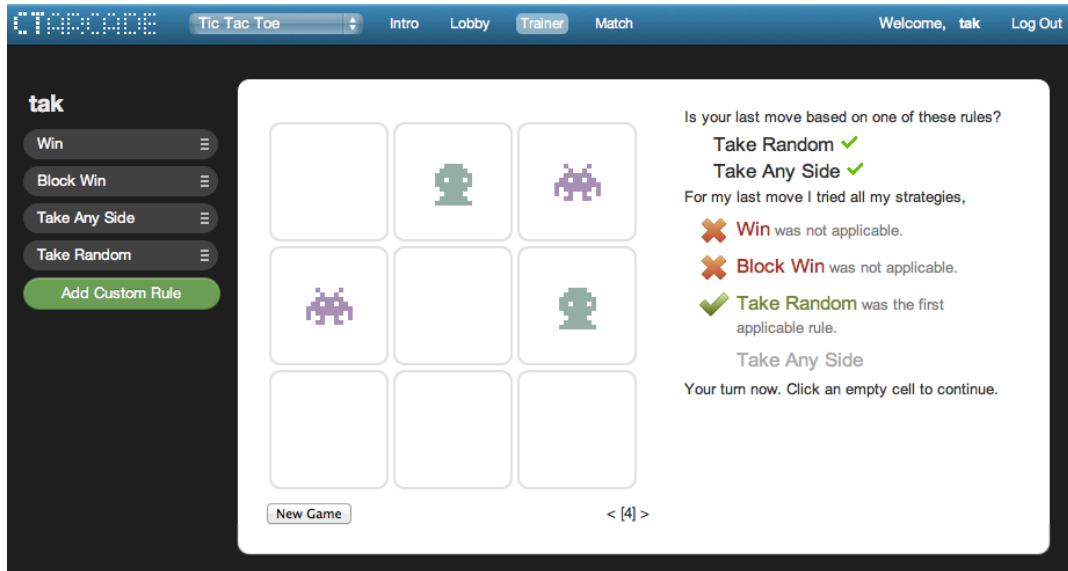 CTARCADE Tic Tac Toe Intro Lobby Trainer Match Welcome, tak Log Out
tak
Win
Block Win
Take Any Side
Take Random
Add Custom Rule
Is your last move based on one of these rules?
Take Random
Take Any Side
For my last move I tried all my strategies,
Win was not applicable.
Block Win was not applicable.
Take Random was the first
applicable rule.
Take Any Side
Your turn now. Click an empty cell to continue.
New Game < [4] >